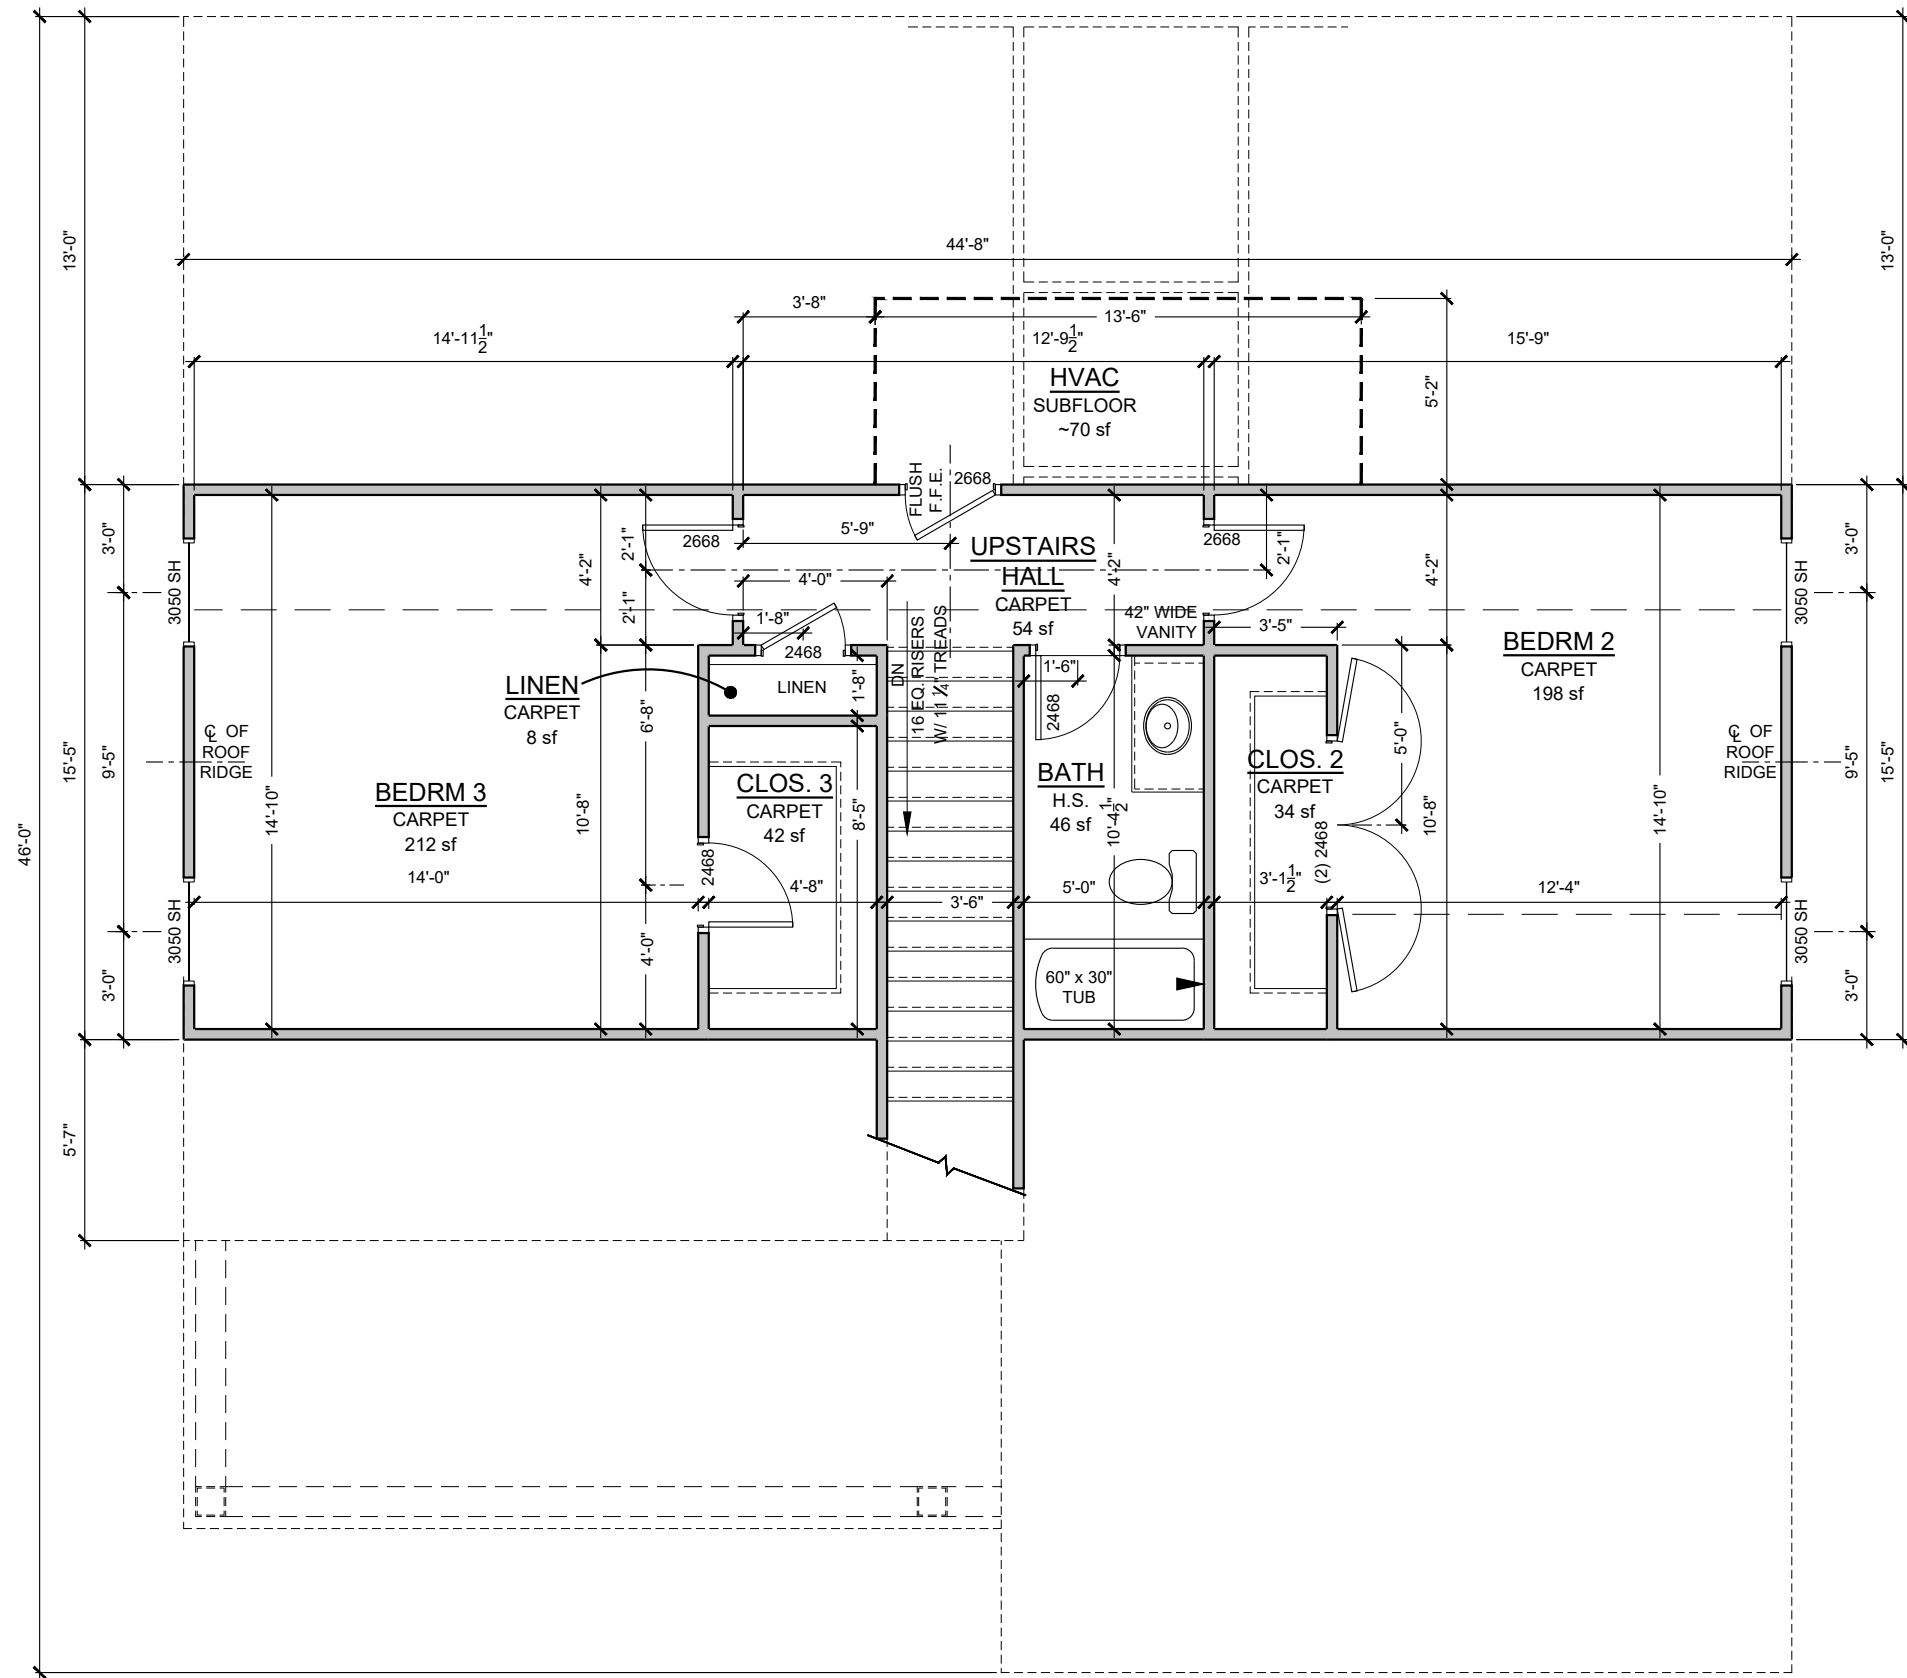 44'-8"
13'-0"
13'-0"
3'-8"
13'-6"
14'-11 1/2"
12'-9 1/2"
15'-9"
HVAC
SUBFLOOR
~70 sf
5'-2"
FLUSH
F.F.E.
2668
3'-0"
3050 SH
4'-2"
2'-1"
2'-1"
2668
5'-9"
UPSTAIRS
HALL
CARPET
54 sf
4'-2"
2668
2'-1"
4'-2"
3050 SH
3'-0"
4'-0"
1'-8"
2468
42" WIDE
VANITY
3'-5"
BEDRM 2
CARPET
198 sf
LINEN
CARPET
8 sf
LINEN
1'-8"
DN
16 EQ. RISERS
W/ 11 1/4" TREADS
1'-6"
2468
6'-8"
5'-0"
℄ OF
ROOF
RIDGE
℄ OF
ROOF
RIDGE
15'-5"
9'-5"
14'-10"
BEDRM 3
CARPET
212 sf
14'-0"
10'-8"
CLOS. 3
CARPET
42 sf
8'-5"
BATH
H.S.
46 sf
10'-4 1/2"
CLOS. 2
CARPET
34 sf
(2) 2468
10'-8"
14'-10"
9'-5"
15'-5"
46'-0"
2468
4'-8"
3'-6"
5'-0"
3'-1 1/2"
12'-4"
3050 SH
4'-0"
60" x 30"
TUB
3050 SH
3'-0"
3'-0"
5'-7"